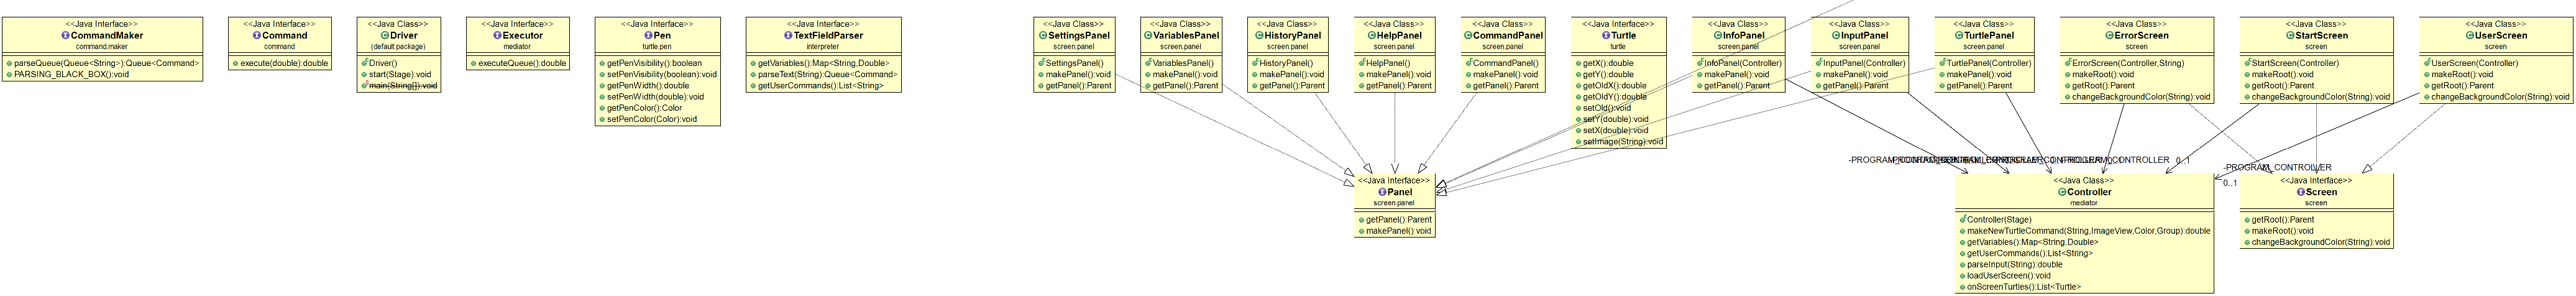 <<Java Interface>>
CommandMaker
command.maker
parseQueue(Queue<String>):Queue<Command>
PARSING_BLACK_BOX():void
<<Java Interface>>
Command
command
execute(double):double
<<Java Class>>
Driver
(default package)
Driver()
start(Stage):void
main(String[]):void
<<Java Interface>>
Executor
mediator
executeQueue():double
<<Java Interface>>
Pen
turtle.pen
getPenVisibility():boolean
setPenVisibility(boolean):void
getPenWidth():double
setPenWidth(double):void
getPenColor():Color
setPenColor(Color):void
<<Java Interface>>
TextFieldParser
interpreter
getVariables():Map<String,Double>
parseText(String):Queue<Command>
getUserCommands():List<String>
<<Java Class>>
SettingsPanel
screen.panel
SettingsPanel()
makePanel():void
getPanel():Parent
<<Java Class>>
VariablesPanel
screen.panel
VariablesPanel()
makePanel():void
getPanel():Parent
<<Java Class>>
HistoryPanel
screen.panel
HistoryPanel()
makePanel():void
getPanel():Parent
<<Java Class>>
HelpPanel
screen.panel
HelpPanel()
makePanel():void
getPanel():Parent
<<Java Class>>
CommandPanel
screen.panel
CommandPanel()
makePanel():void
getPanel():Parent
<<Java Interface>>
Turtle
turtle
getX():double
getY():double
getOldX():double
getOldY():double
setOld():void
setY(double):void
setX(double):void
setImage(String):void
<<Java Class>>
InfoPanel
screen.panel
InfoPanel(Controller)
makePanel():void
getPanel():Parent
<<Java Class>>
InputPanel
screen.panel
InputPanel(Controller)
makePanel():void
getPanel():Parent
<<Java Class>>
TurtlePanel
screen.panel
TurtlePanel(Controller)
makePanel():void
getPanel():Parent
<<Java Class>>
ErrorScreen
screen
ErrorScreen(Controller,String)
makeRoot():void
getRoot():Parent
changeBackgroundColor(String):void
<<Java Class>>
StartScreen
screen
StartScreen(Controller)
makeRoot():void
getRoot():Parent
changeBackgroundColor(String):void
<<Java Class>>
UserScreen
screen
UserScreen(Controller)
makeRoot():void
getRoot():Parent
changeBackgroundColor(String):void
0..1
-PROGRAM_CONTROLLER
0..1
<<Java Interface>>
Panel
screen.panel
getPanel():Parent
makePanel():void
<<Java Class>>
Controller
mediator
Controller(Stage)
makeNewTurtleCommand(String,ImageView,Color,Group):double
getVariables():Map<String,Double>
getUserCommands():List<String>
parseInput(String):double
loadUserScreen():void
onScreenTurtles():List<Turtle>
<<Java Interface>>
Screen
screen
getRoot():Parent
makeRoot():void
changeBackgroundColor(String):void